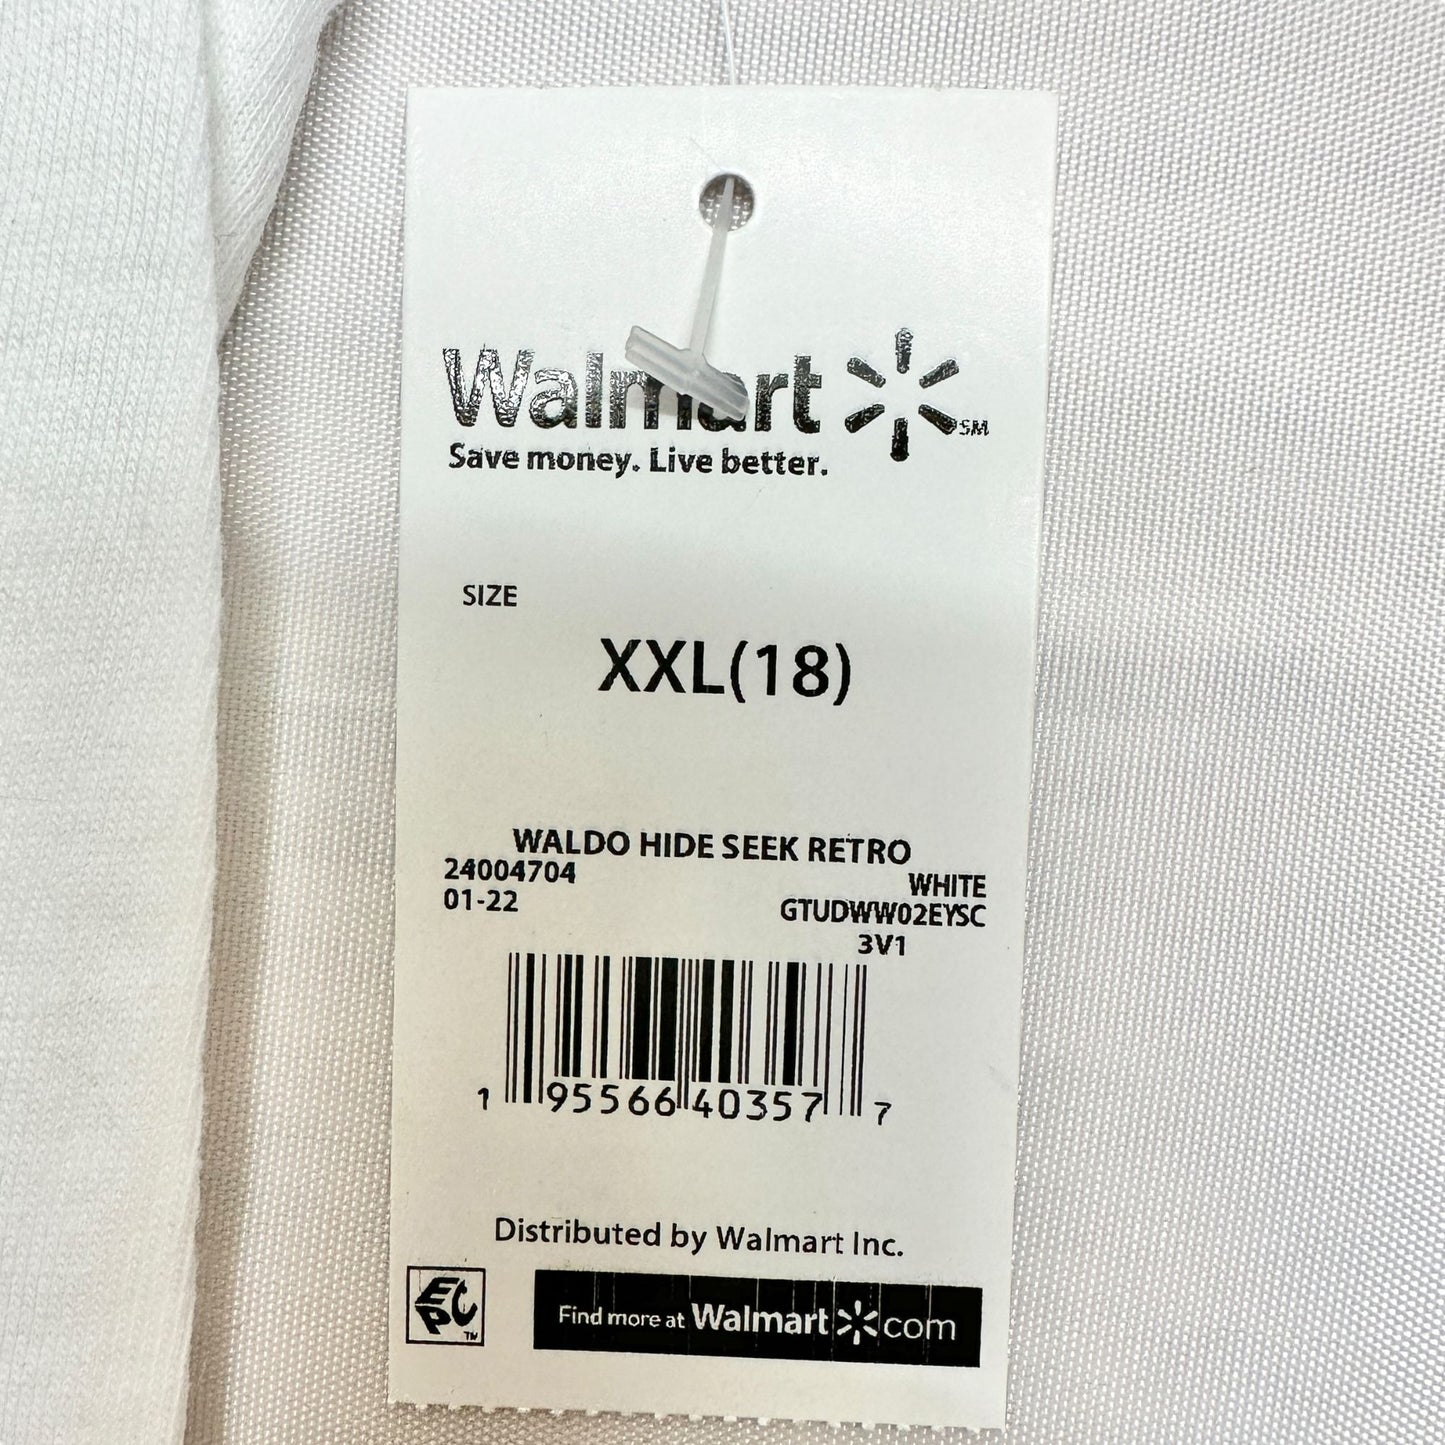 Walmart SM
Save money. Live better.
SIZE
XXL(18)
WALDO HIDE SEEK RETRO
24004704
WHITE
01-22
GTUDWW02EYSC
3V1
1 95566 40357 7
Distributed by Walmart Inc.
EPC TM
Find more at Walmart com